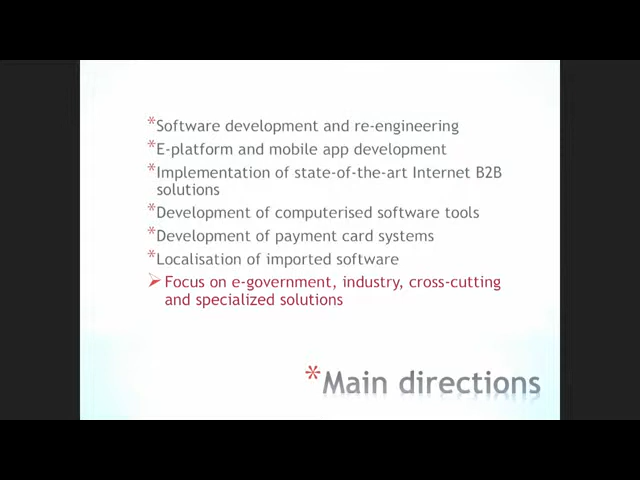 *Software development and re-engineering
*E-platform and mobile app development
*Implementation of state-of-the-art Internet B2B
solutions
*Development of computerised software tools
*Development of payment card systems
*Localisation of imported software
➢ Focus on e-government, industry, cross-cutting
and specialized solutions
*Main directions